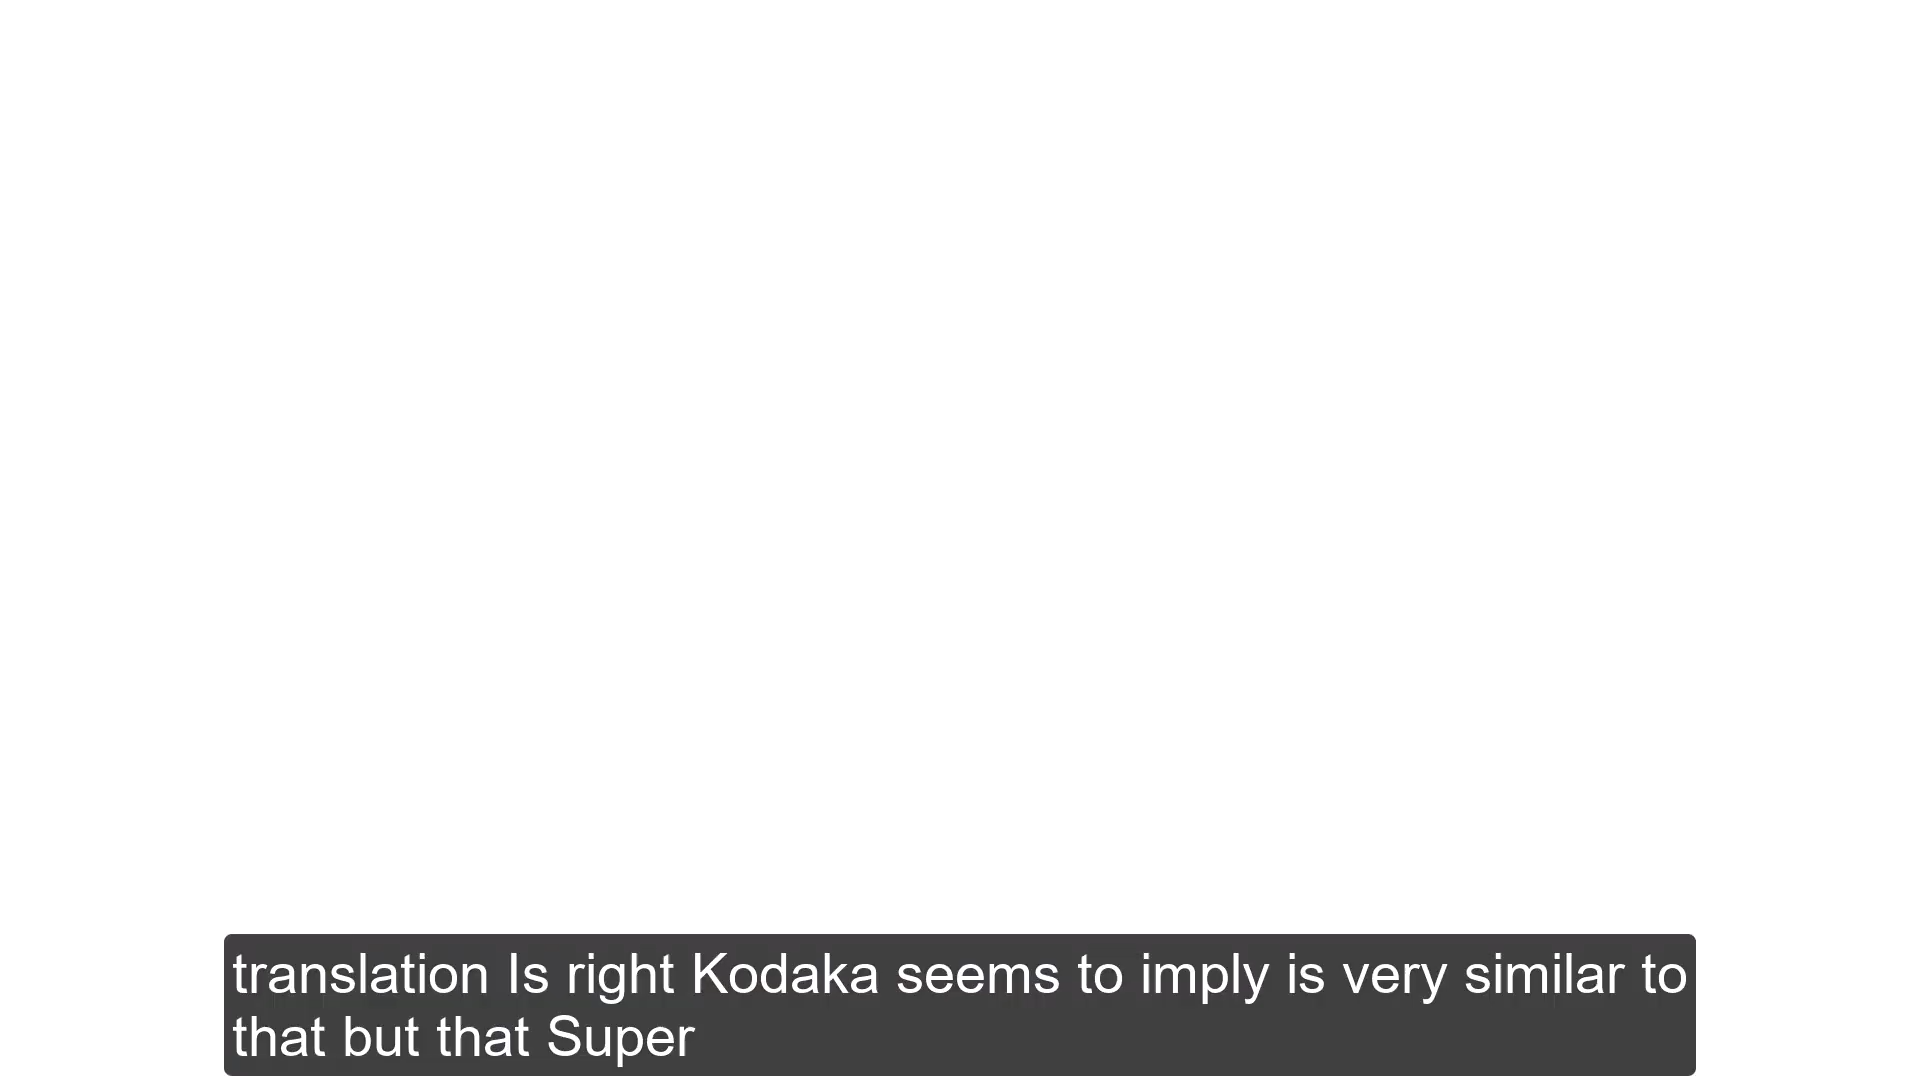 translation Is right Kodaka seems to imply is very similar to
that but that Super